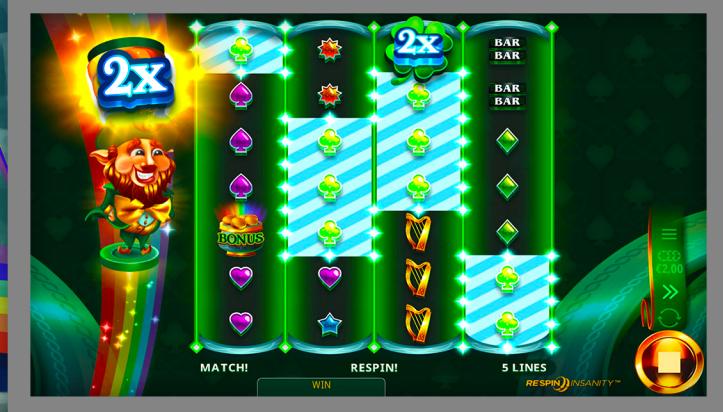 2x
2x
BAR
BAR
BAR
BAR
BONUS
€2,00
MATCH!
RESPIN!
5 LINES
WIN
RESPIN INSANITY™